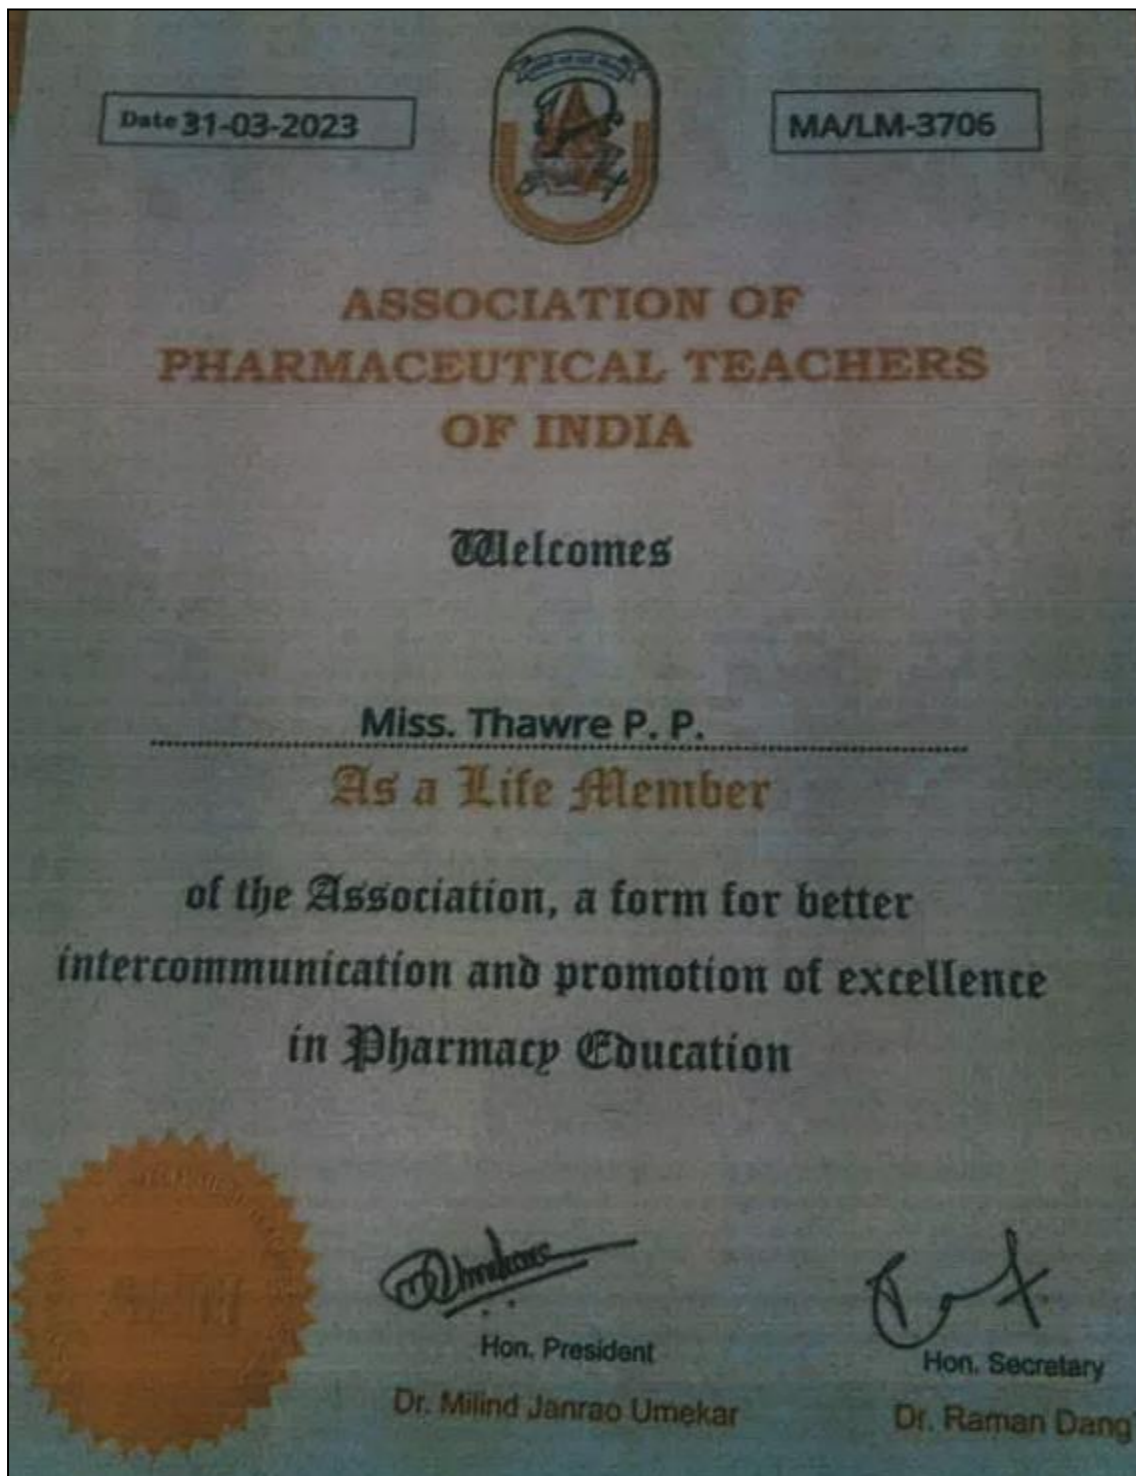 Date 31-03-2023
MA/LM-3706
ASSOCIATION OF
PHARMACEUTICAL TEACHERS
OF INDIA
Welcomes
Miss. Thawre P. P.
As a Life Member
of the Association, a form for better
intercommunication and promotion of excellence
in Pharmacy Education
Hon. President
Hon. Secretary
Dr. Milind Janrao Umekar
Dr. Raman Dang